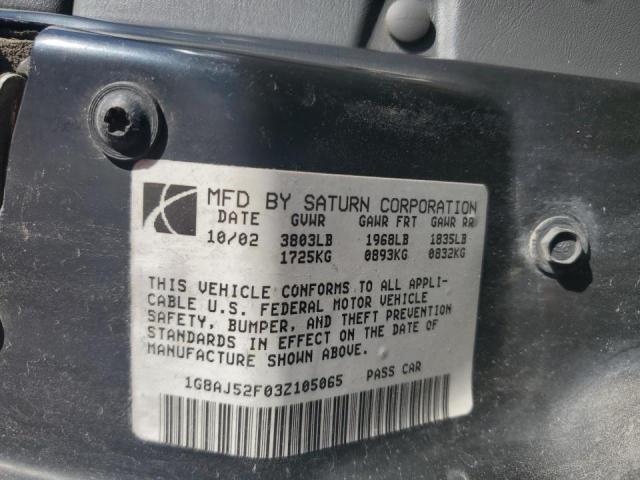 MFD BY SATURN CORPORATION
DATE GVWR GAWR FRT GAWR RR
10/02 3803LB 1968LB 1835LB
1725KG 0893KG 0832KG
THIS VEHICLE CONFORMS TO ALL APPLI-
CABLE U.S. FEDERAL MOTOR VEHICLE
SAFETY, BUMPER, AND THEFT PREVENTION
STANDARDS IN EFFECT ON THE DATE OF
MANUFACTURE SHOWN ABOVE.
1G8AJ52F03Z105065 PASS CAR